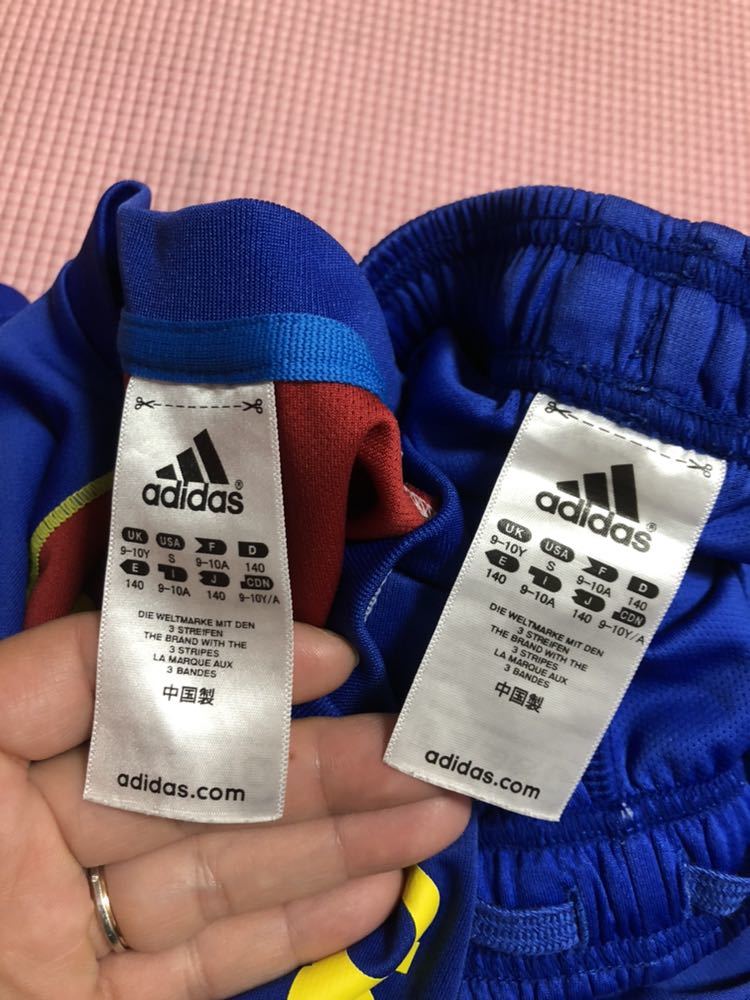 adidas®
UK USA F D
9-10Y S 9-10A 140
E I J CDN
140 9-10A 140 9-10Y/A
DIE WELTMARKE MIT DEN
3 STREIFEN
THE BRAND WITH THE
3 STRIPES
LA MARQUE AUX
3 BANDES
中国製
adidas.com
adidas®
UK USA F D
9-10Y S 9-10A 140
E I J CDN
140 9-10A 140 9-10Y/A
DIE WELTMARKE MIT DEN
3 STREIFEN
THE BRAND WITH THE
3 STRIPES
LA MARQUE AUX
3 BANDES
中国製
adidas.com